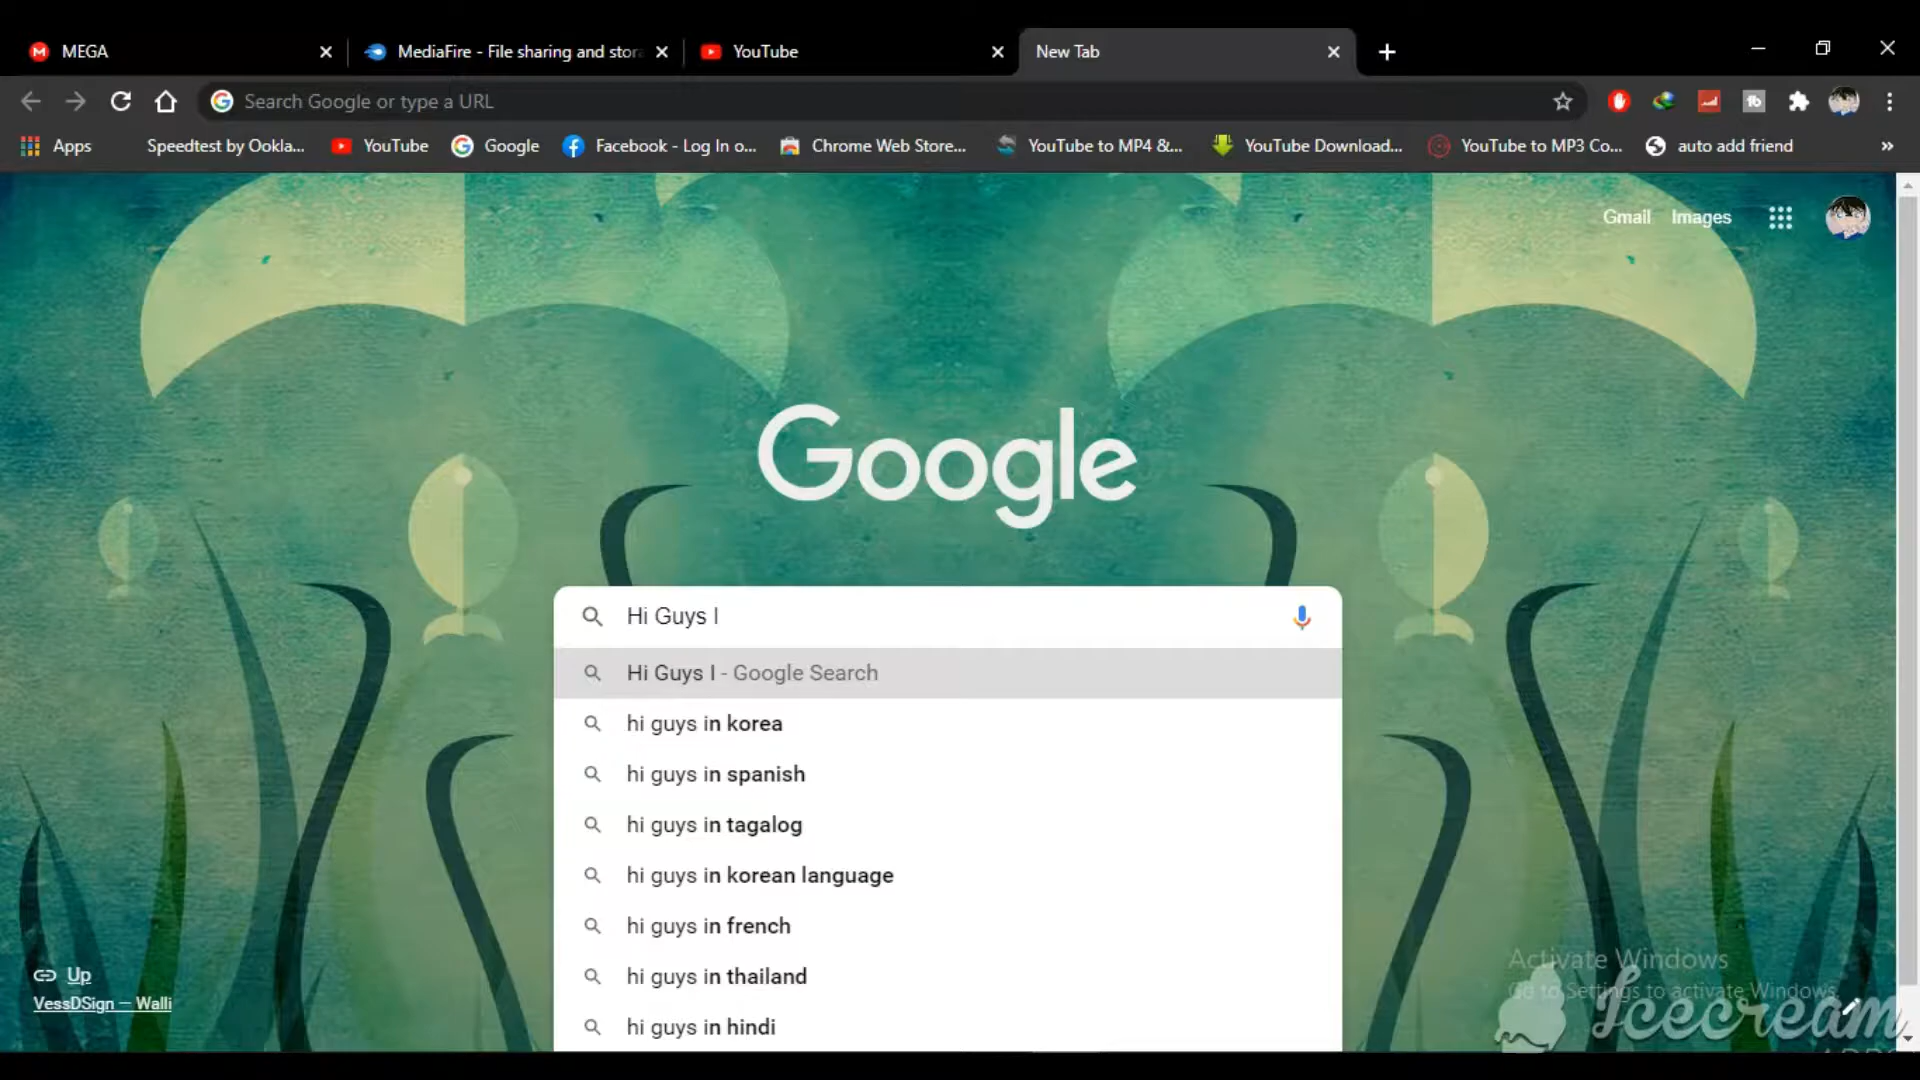 MEGA
MediaFire - File sharing and stora
YouTube
New Tab
Search Google or type a URL
Apps
Speedtest by Ookla...
YouTube
Google
Facebook - Log In o...
Chrome Web Store...
YouTube to MP4 &...
YouTube Download...
YouTube to MP3 Co...
auto add friend
Gmail
Images
Google
Hi Guys I
Hi Guys I - Google Search
hi guys in korea
hi guys in spanish
hi guys in tagalog
hi guys in korean language
hi guys in french
hi guys in thailand
hi guys in hindi
Up
VessDSign — Walli
Activate Windows
Go to Settings to activate Windows.
Icecream